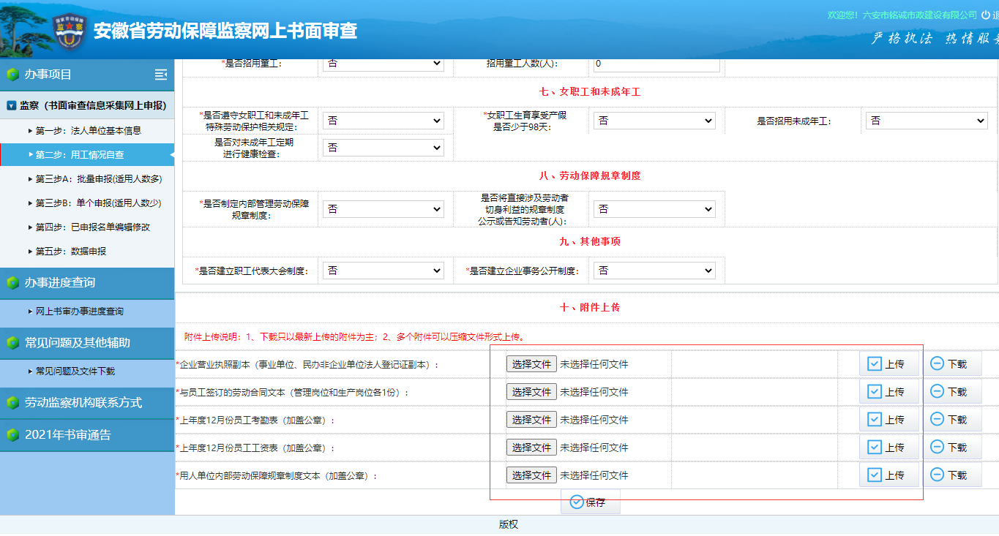 欢迎您！六安市铭诚市政建设有限公司
安徽省劳动保障监察网上书面审查
严格执法 热情服务
办事项目
监察（书面审查信息采集网上申报）
第一步：法人单位基本信息
第二步：用工情况自查
第三步A：批量申报(适用人数多)
第三步B：单个申报(适用人数少)
第四步：已申报名单编辑修改
第五步：数据申报
办事进度查询
网上书审办事进度查询
常见问题及其他辅助
常见问题及文件下载
劳动监察机构联系方式
2021年书审通告
*是否招用童工： 否 招用童工人数(人)： 0
七、女职工和未成年工
*是否遵守女职工和未成年工特殊劳动保护相关规定： 否 *女职工生育享受产假是否少于98天： 否 是否招用未成年工： 否
是否对未成年工定期进行健康检查： 否
八、劳动保障规章制度
*是否制定内部管理劳动保障规章制度： 否 是否将直接涉及劳动者切身利益的规章制度公示或告知劳动者(人)： 否
九、其他事项
*是否建立职工代表大会制度： 否 *是否建立企业事务公开制度： 否
十、附件上传
附件上传说明：1、下载只以最新上传的附件为主；2、多个附件可以压缩文件形式上传。
*企业营业执照副本（事业单位、民办非企业单位法人登记证副本）： 选择文件 未选择任何文件 上传 下载
*与员工签订的劳动合同文本（管理岗位和生产岗位各1份）： 选择文件 未选择任何文件 上传 下载
*上年度12月份员工考勤表（加盖公章）： 选择文件 未选择任何文件 上传 下载
*上年度12月份员工工资表（加盖公章）： 选择文件 未选择任何文件 上传 下载
*用人单位内部劳动保障规章制度文本（加盖公章）： 选择文件 未选择任何文件 上传 下载
保存
版权